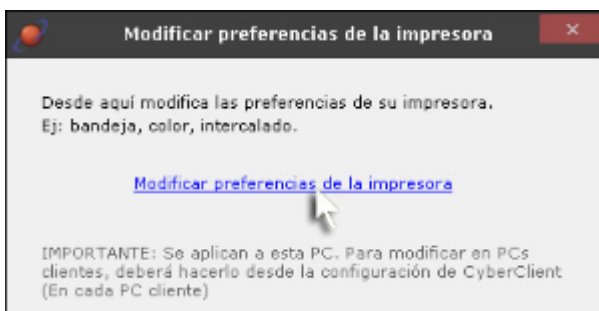 Modificar preferencias de la impresora
Desde aquí modifica las preferencias de su impresora.
Ej: bandeja, color, intercalado.
Modificar preferencias de la impresora
IMPORTANTE: Se aplican a esta PC. Para modificar en PCs
clientes, deberá hacerlo desde la configuración de CyberClient
(En cada PC cliente)